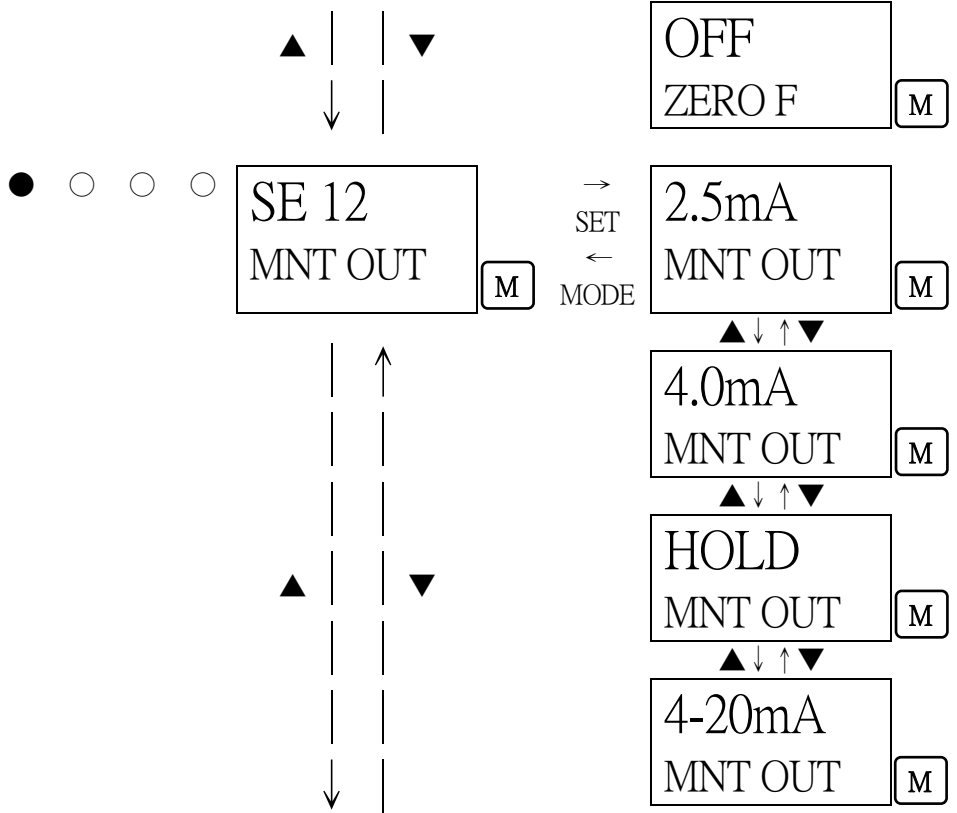 ▲ ▼
OFF
ZERO F
M
● ○ ○ ○
SE 12
MNT OUT
M
→
SET
←
MODE
2.5mA
MNT OUT
M
▲↓ ↑▼
4.0mA
MNT OUT
M
▲↓ ↑▼
HOLD
MNT OUT
M
▲ ▼
▲↓ ↑▼
4-20mA
MNT OUT
M